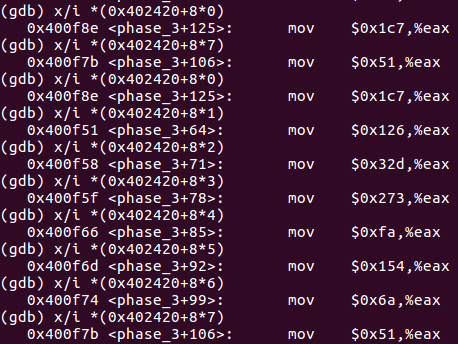 (gdb) x/i *(0x402420+8*0)
   0x400f8e <phase_3+125>:      mov    $0x1c7,%eax
(gdb) x/i *(0x402420+8*7)
   0x400f7b <phase_3+106>:      mov    $0x51,%eax
(gdb) x/i *(0x402420+8*0)
   0x400f8e <phase_3+125>:      mov    $0x1c7,%eax
(gdb) x/i *(0x402420+8*1)
   0x400f51 <phase_3+64>:       mov    $0x126,%eax
(gdb) x/i *(0x402420+8*2)
   0x400f58 <phase_3+71>:       mov    $0x32d,%eax
(gdb) x/i *(0x402420+8*3)
   0x400f5f <phase_3+78>:       mov    $0x273,%eax
(gdb) x/i *(0x402420+8*4)
   0x400f66 <phase_3+85>:       mov    $0xfa,%eax
(gdb) x/i *(0x402420+8*5)
   0x400f6d <phase_3+92>:       mov    $0x154,%eax
(gdb) x/i *(0x402420+8*6)
   0x400f74 <phase_3+99>:       mov    $0x6a,%eax
(gdb) x/i *(0x402420+8*7)
   0x400f7b <phase_3+106>:      mov    $0x51,%eax